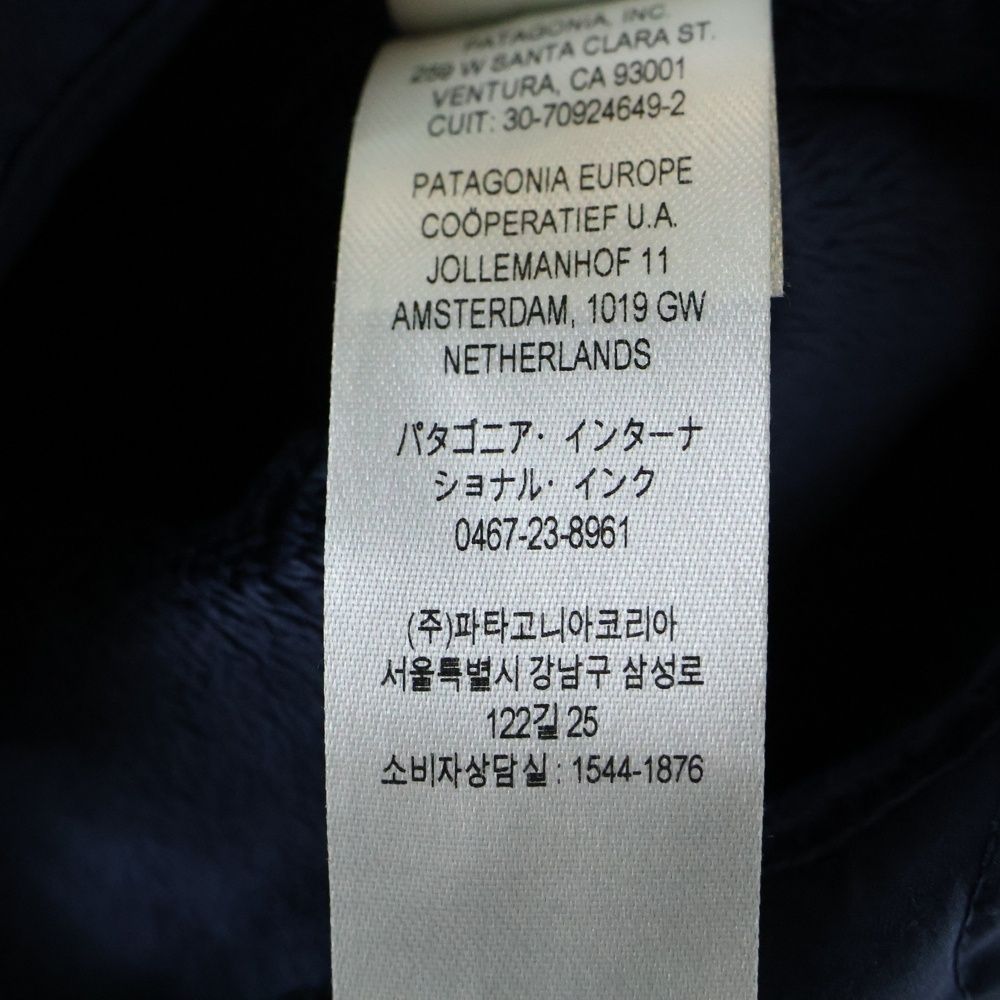 PATAGONIA, INC.
259 W SANTA CLARA ST.
VENTURA, CA 93001
CUIT: 30-70924649-2
PATAGONIA EUROPE
COÖPERATIEF U.A.
JOLLEMANHOF 11
AMSTERDAM, 1019 GW
NETHERLANDS
パタゴニア・インターナ
ショナル・インク
0467-23-8961
(주)파타고니아코리아
서울특별시 강남구 삼성로
122길 25
소비자상담실 : 1544-1876